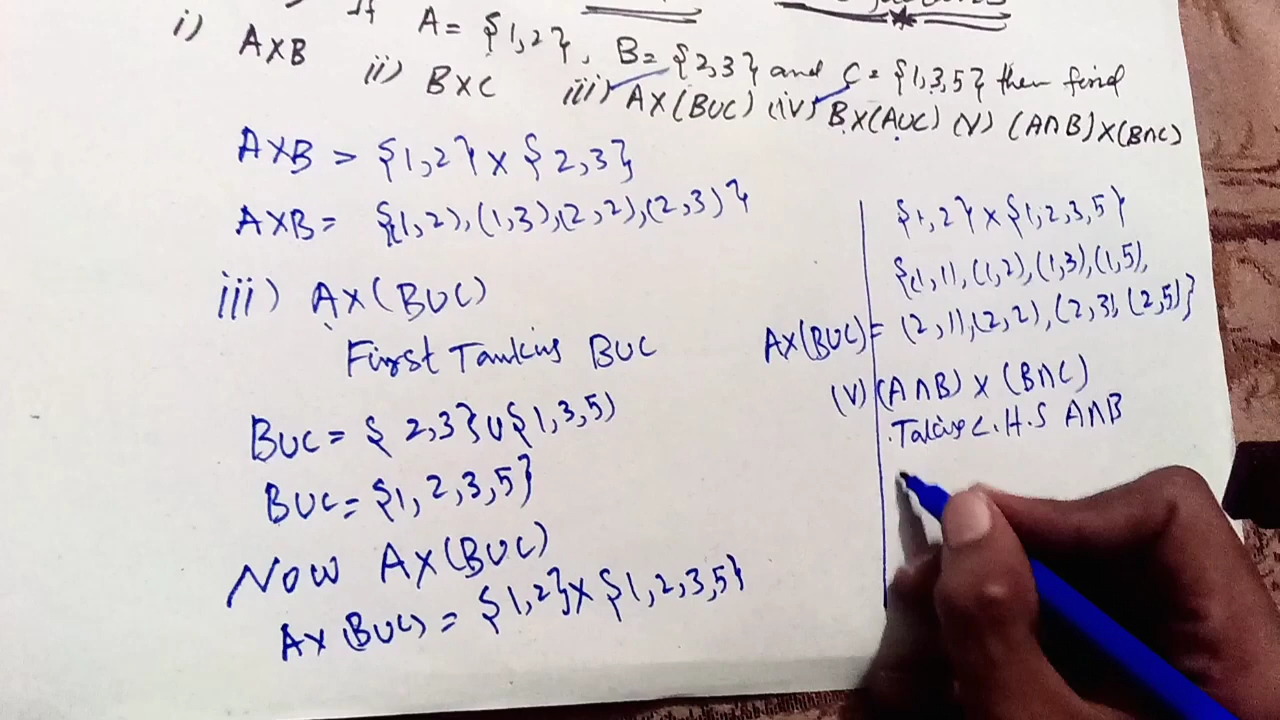 If A = {1,2}, B = {2,3} and C = {1,3,5} then find
i) A×B ii) B×C iii) A×(B∪C) (iv) B×(A∪C) (V) (A∩B)×(B∩C)
A×B = {1,2} × {2,3}
A×B = {(1,2),(1,3),(2,2),(2,3)}
iii) A×(B∪C)
First Tanking B∪C
B∪C = { 2,3}∪{1,3,5)
B∪C = {1,2,3,5}
Now A×(B∪C)
A×(B∪C) = {1,2}×{1,2,3,5}
{1,2}×{1,2,3,5}
{(1,1),(1,2),(1,3),(1,5),
A×(B∪C) = (2,1),(2,2),(2,3),(2,5)}
(V) (A∩B) × (B∩C)
Taking L.H.S A∩B